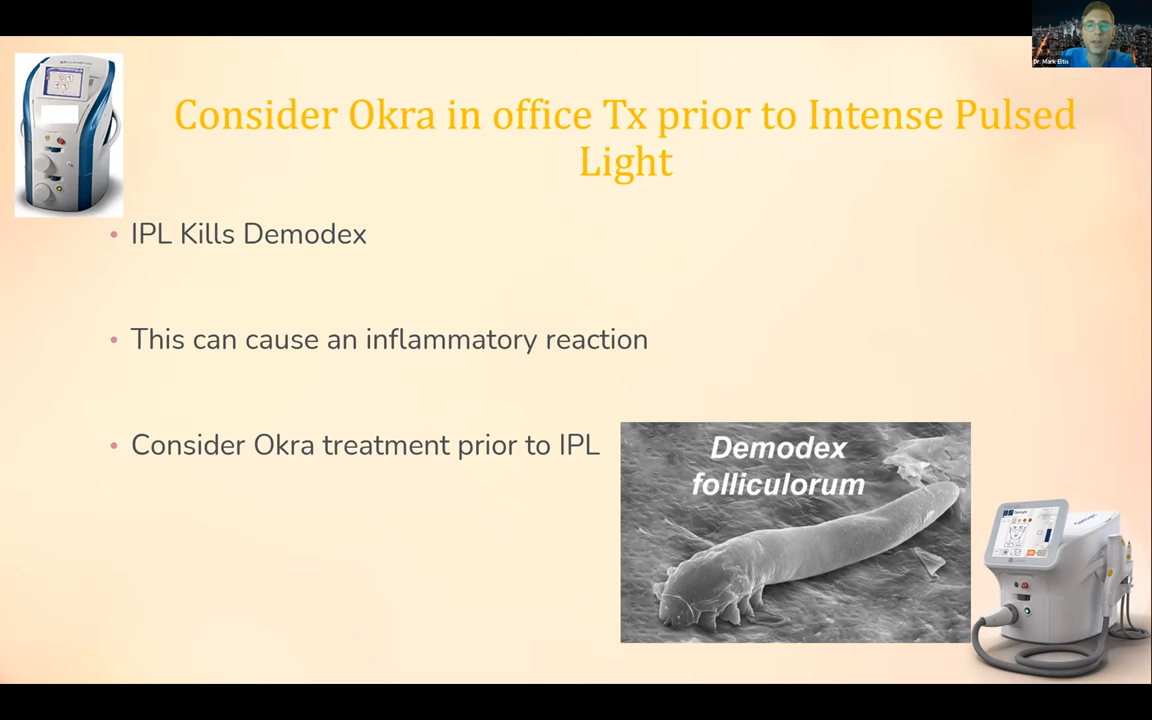 Dr. Mark Eltis
Consider Okra in office Tx prior to Intense Pulsed
Light
• IPL Kills Demodex
• This can cause an inflammatory reaction
• Consider Okra treatment prior to IPL
Demodex
folliculorum